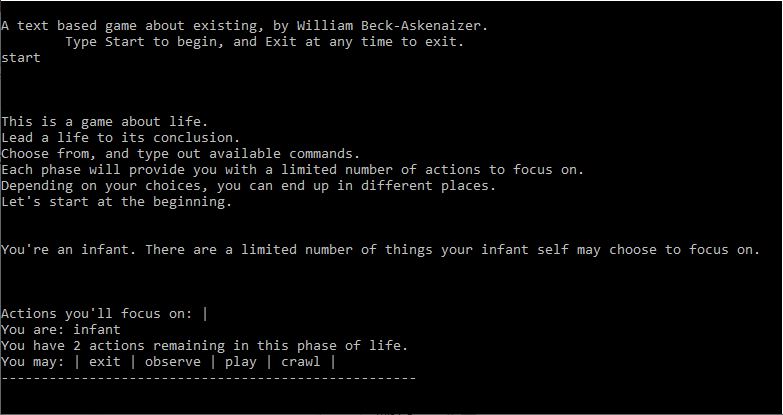 A text based game about existing, by William Beck-Askenaizer.
Type Start to begin, and Exit at any time to exit.
start
This is a game about life.
Lead a life to its conclusion.
Choose from, and type out available commands.
Each phase will provide you with a limited number of actions to focus on.
Depending on your choices, you can end up in different places.
Let's start at the beginning.
You're an infant. There are a limited number of things your infant self may choose to focus on.
Actions you'll focus on: |
You are: infant
You have 2 actions remaining in this phase of life.
You may: | exit | observe | play | crawl |
----------------------------------------------------